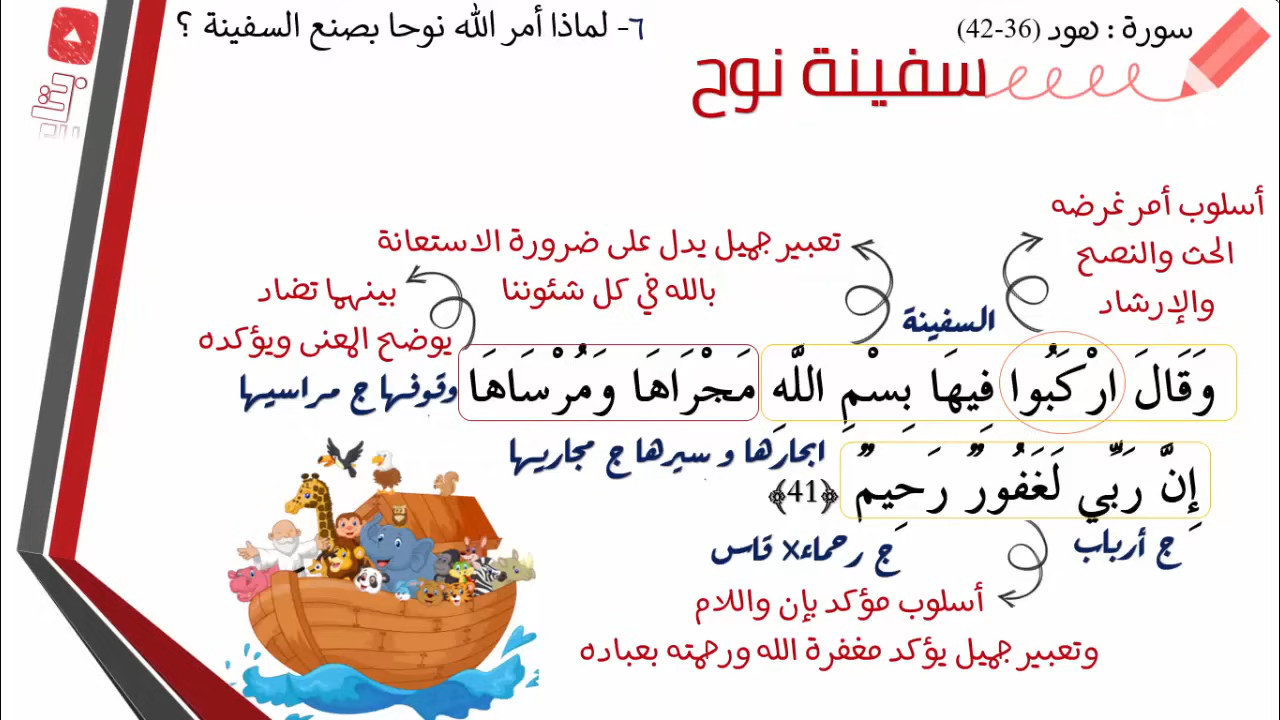 سورة : هود (36-42)
٦- لماذا أمر الله نوحا بصنع السفينة ؟
سفينة نوح
أسلوب أمر غرضه
الحث والنصح
والإرشاد
تعبير جميل يدل على ضرورة الاستعانة
بالله في كل شئوننا
بينهما تضاد
يوضح المعنى ويؤكده
السفينة
وَقَالَ ارْكَبُوا فِيهَا بِسْمِ اللَّهِ مَجْرَاهَا وَمُرْسَاهَا
وقوفها ج مراسيها
ابحارها و سيرها ج مجاريها
إِنَّ رَبِّي لَغَفُورٌ رَحِيمٌ ﴿41﴾
ج أرباب
ج رحماء× قاس
أسلوب مؤكد بإن واللام
وتعبير جميل يؤكد مغفرة الله ورحمته بعباده